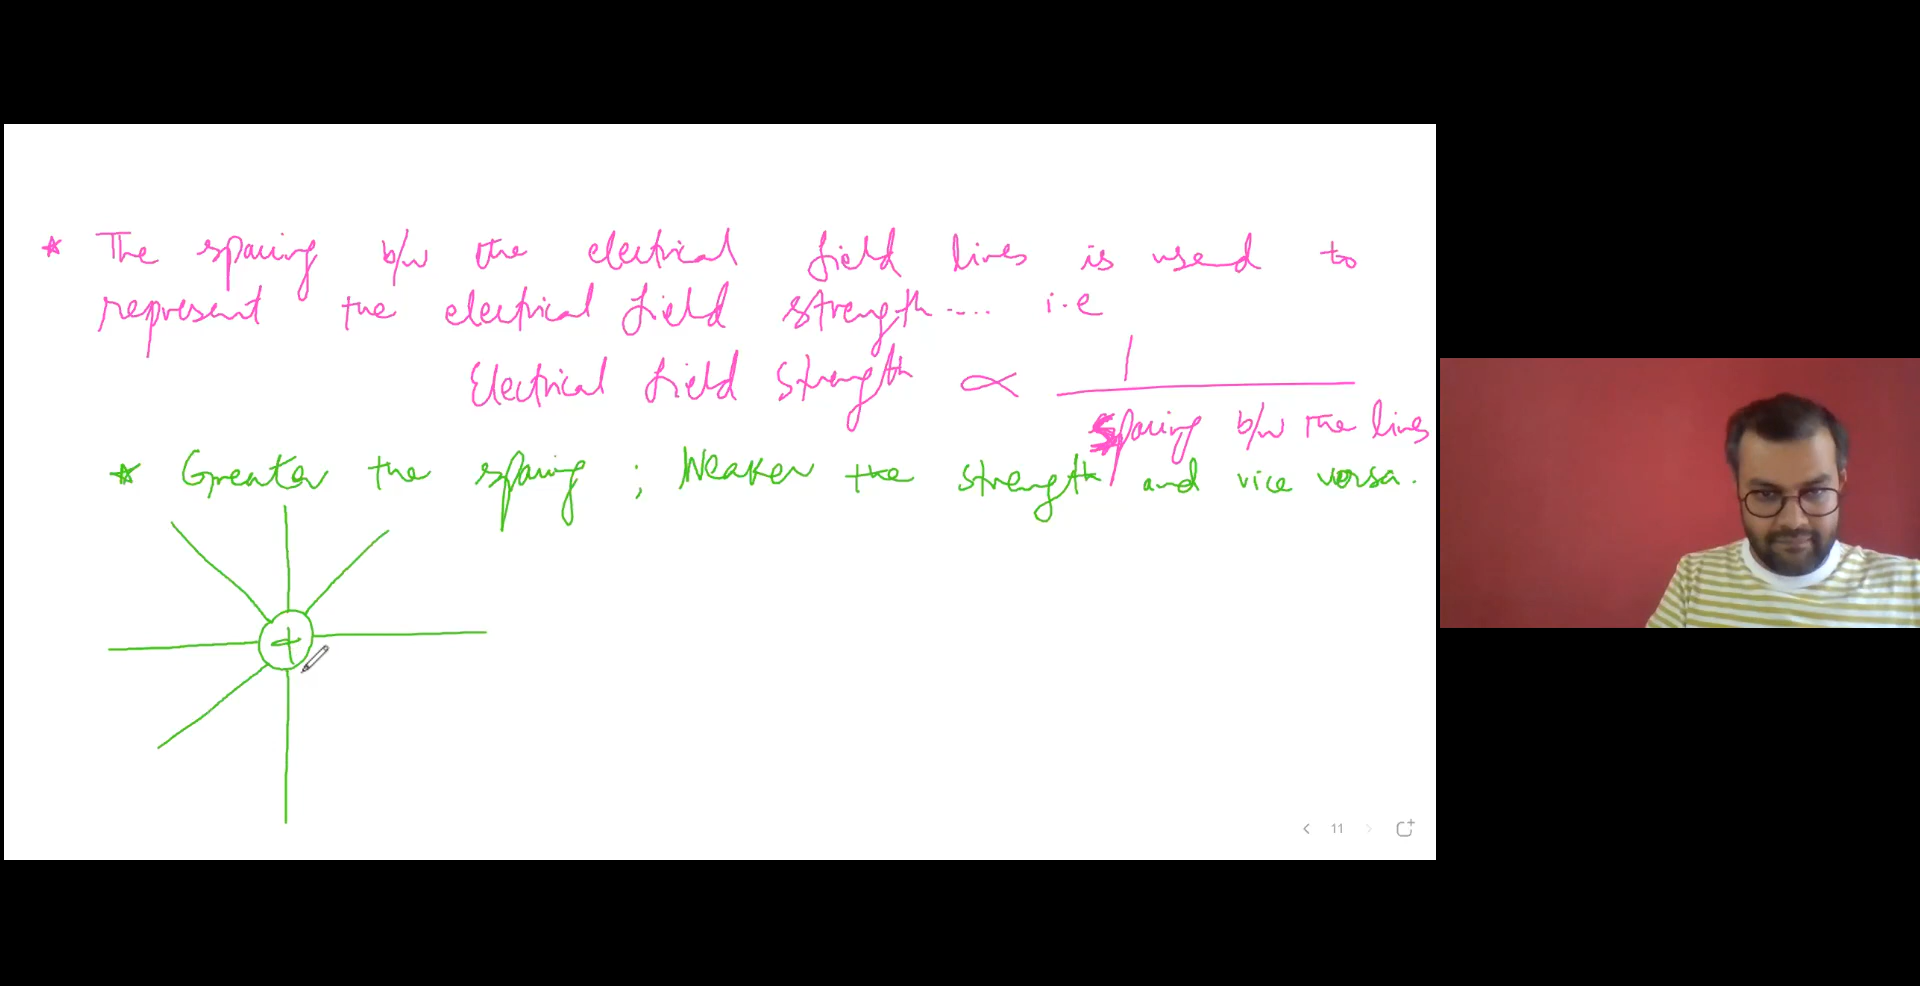 * The spacing b/w the electrical field lines is used to
represent the electrical field strength.... i.e
Electrical field strength ∝ 1
spacing b/w the lines
* Greater the spacing ; Weaker the strength and vice versa.
+
< 11 >